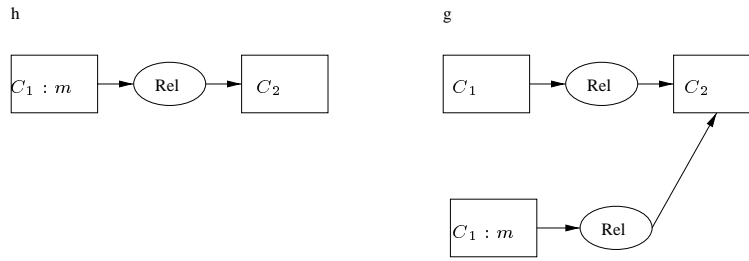 h
g
C₁ : m
Rel
C₂
C₁
Rel
C₂
C₁ : m
Rel